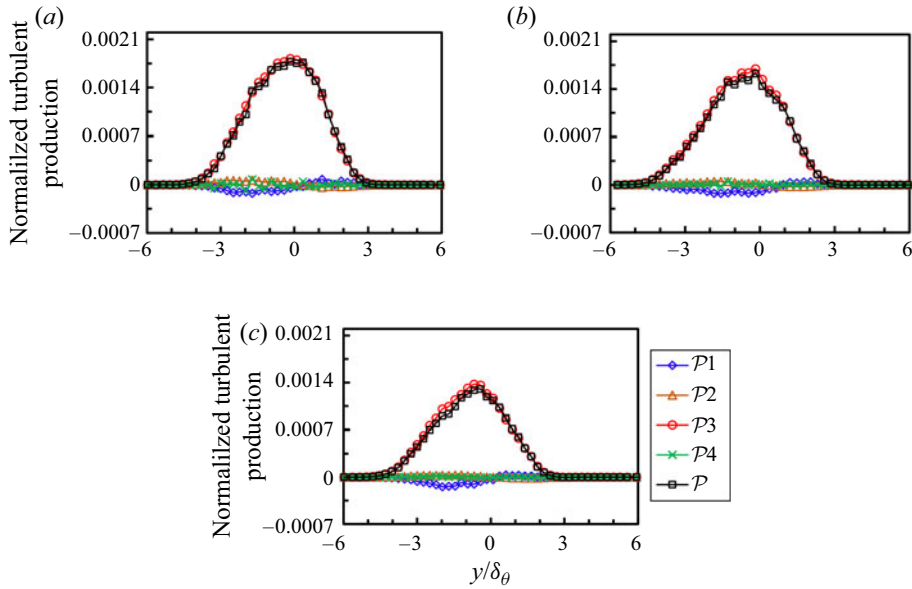 (a)
0.0021
0.0014
0.0007
0
−0.0007
−6
−3
0
3
6
Normalilzed turbulent
production
(b)
0.0021
0.0014
0.0007
0
−0.0007
−6
−3
0
3
6
(c)
0.0021
0.0014
0.0007
0
−0.0007
−6
−3
0
3
6
Normalilzed turbulent
production
y/δθ
𝒫1
𝒫2
𝒫3
𝒫4
𝒫